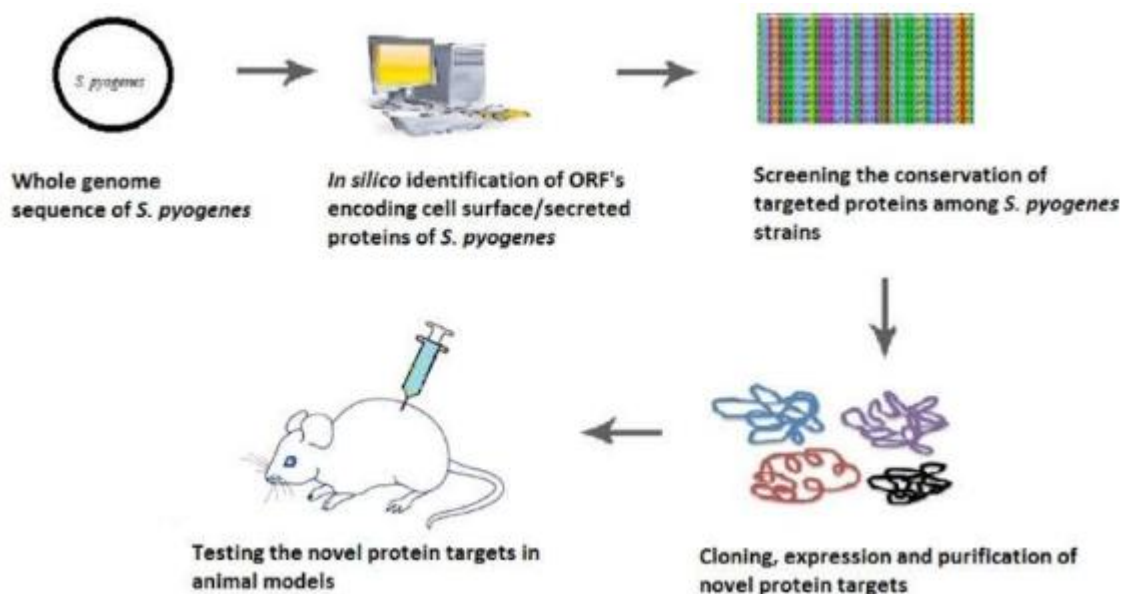 S. pyogenes
Whole genome
sequence of S. pyogenes
In silico identification of ORF's
encoding cell surface/secreted
proteins of S. pyogenes
Screening the conservation of
targeted proteins among S. pyogenes
strains
Cloning, expression and purification of
novel protein targets
Testing the novel protein targets in
animal models